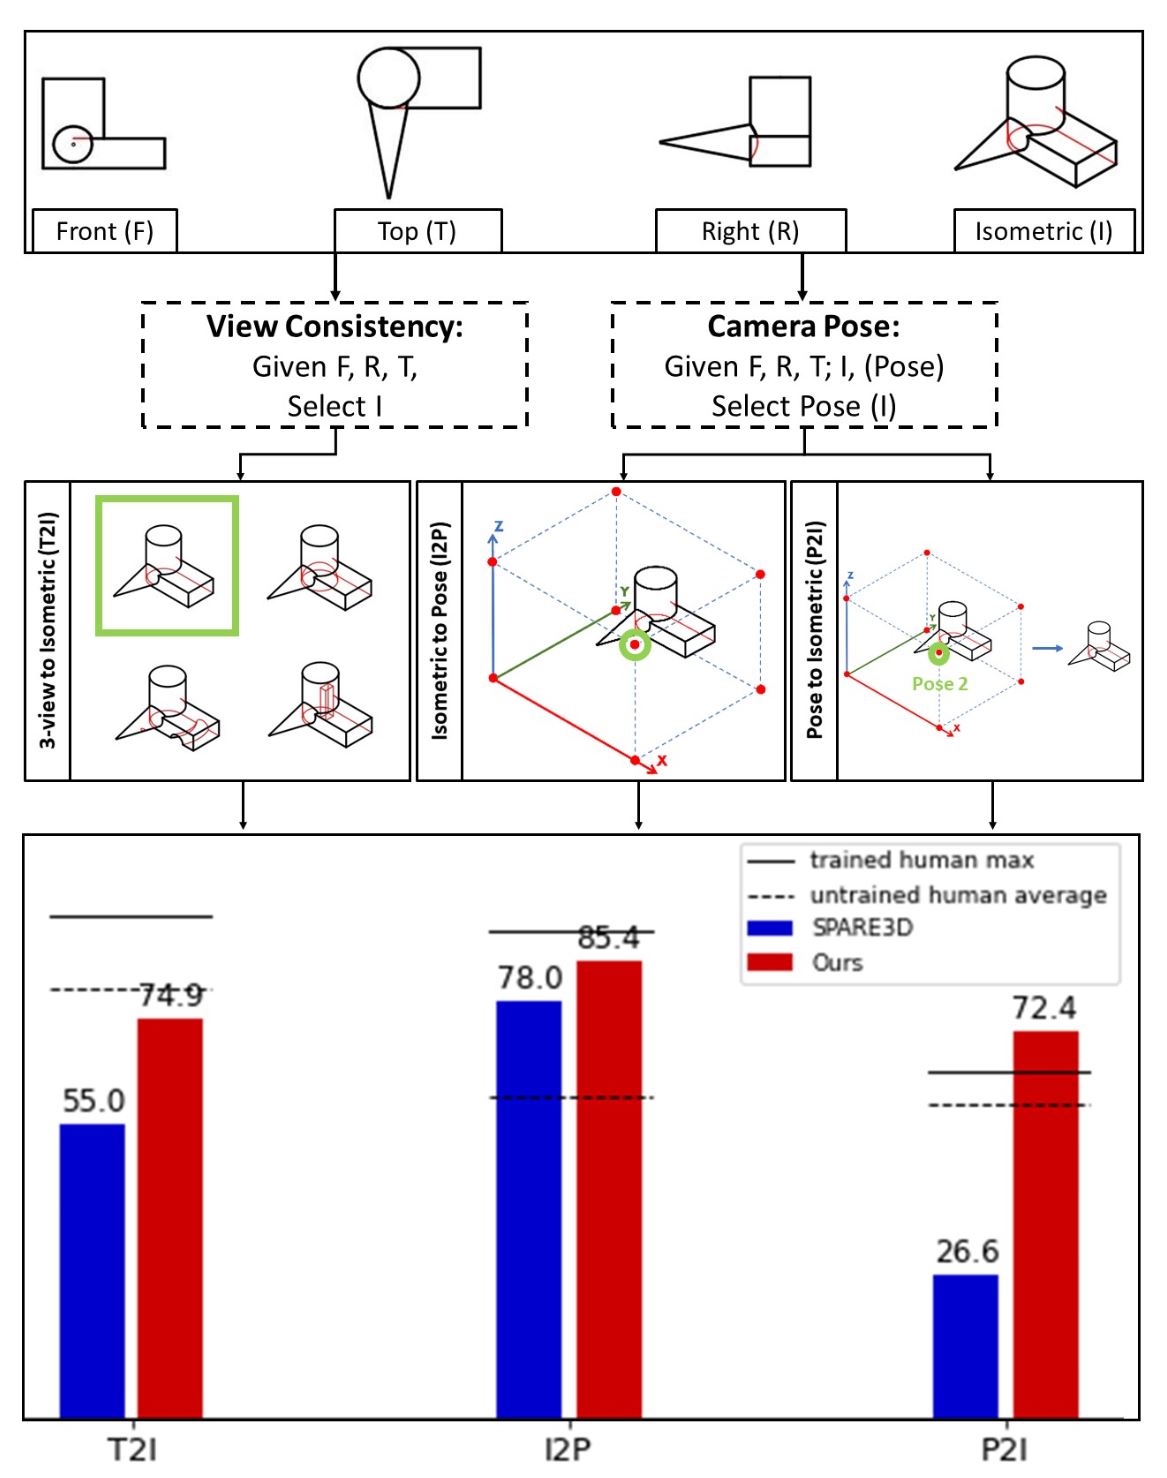 Front (F)
Top (T)
Right (R)
Isometric (I)
View Consistency:
Given F, R, T,
Select I
Camera Pose:
Given F, R, T; I, (Pose)
Select Pose (I)
3-view to Isometric (T2I)
Isometric to Pose (I2P)
Z
Y
X
Pose to Isometric (P2I)
Z
Y
Pose 2
X
trained human max
untrained human average
SPARE3D
Ours
55.0
74.9
78.0
85.4
26.6
72.4
T2I
I2P
P2I